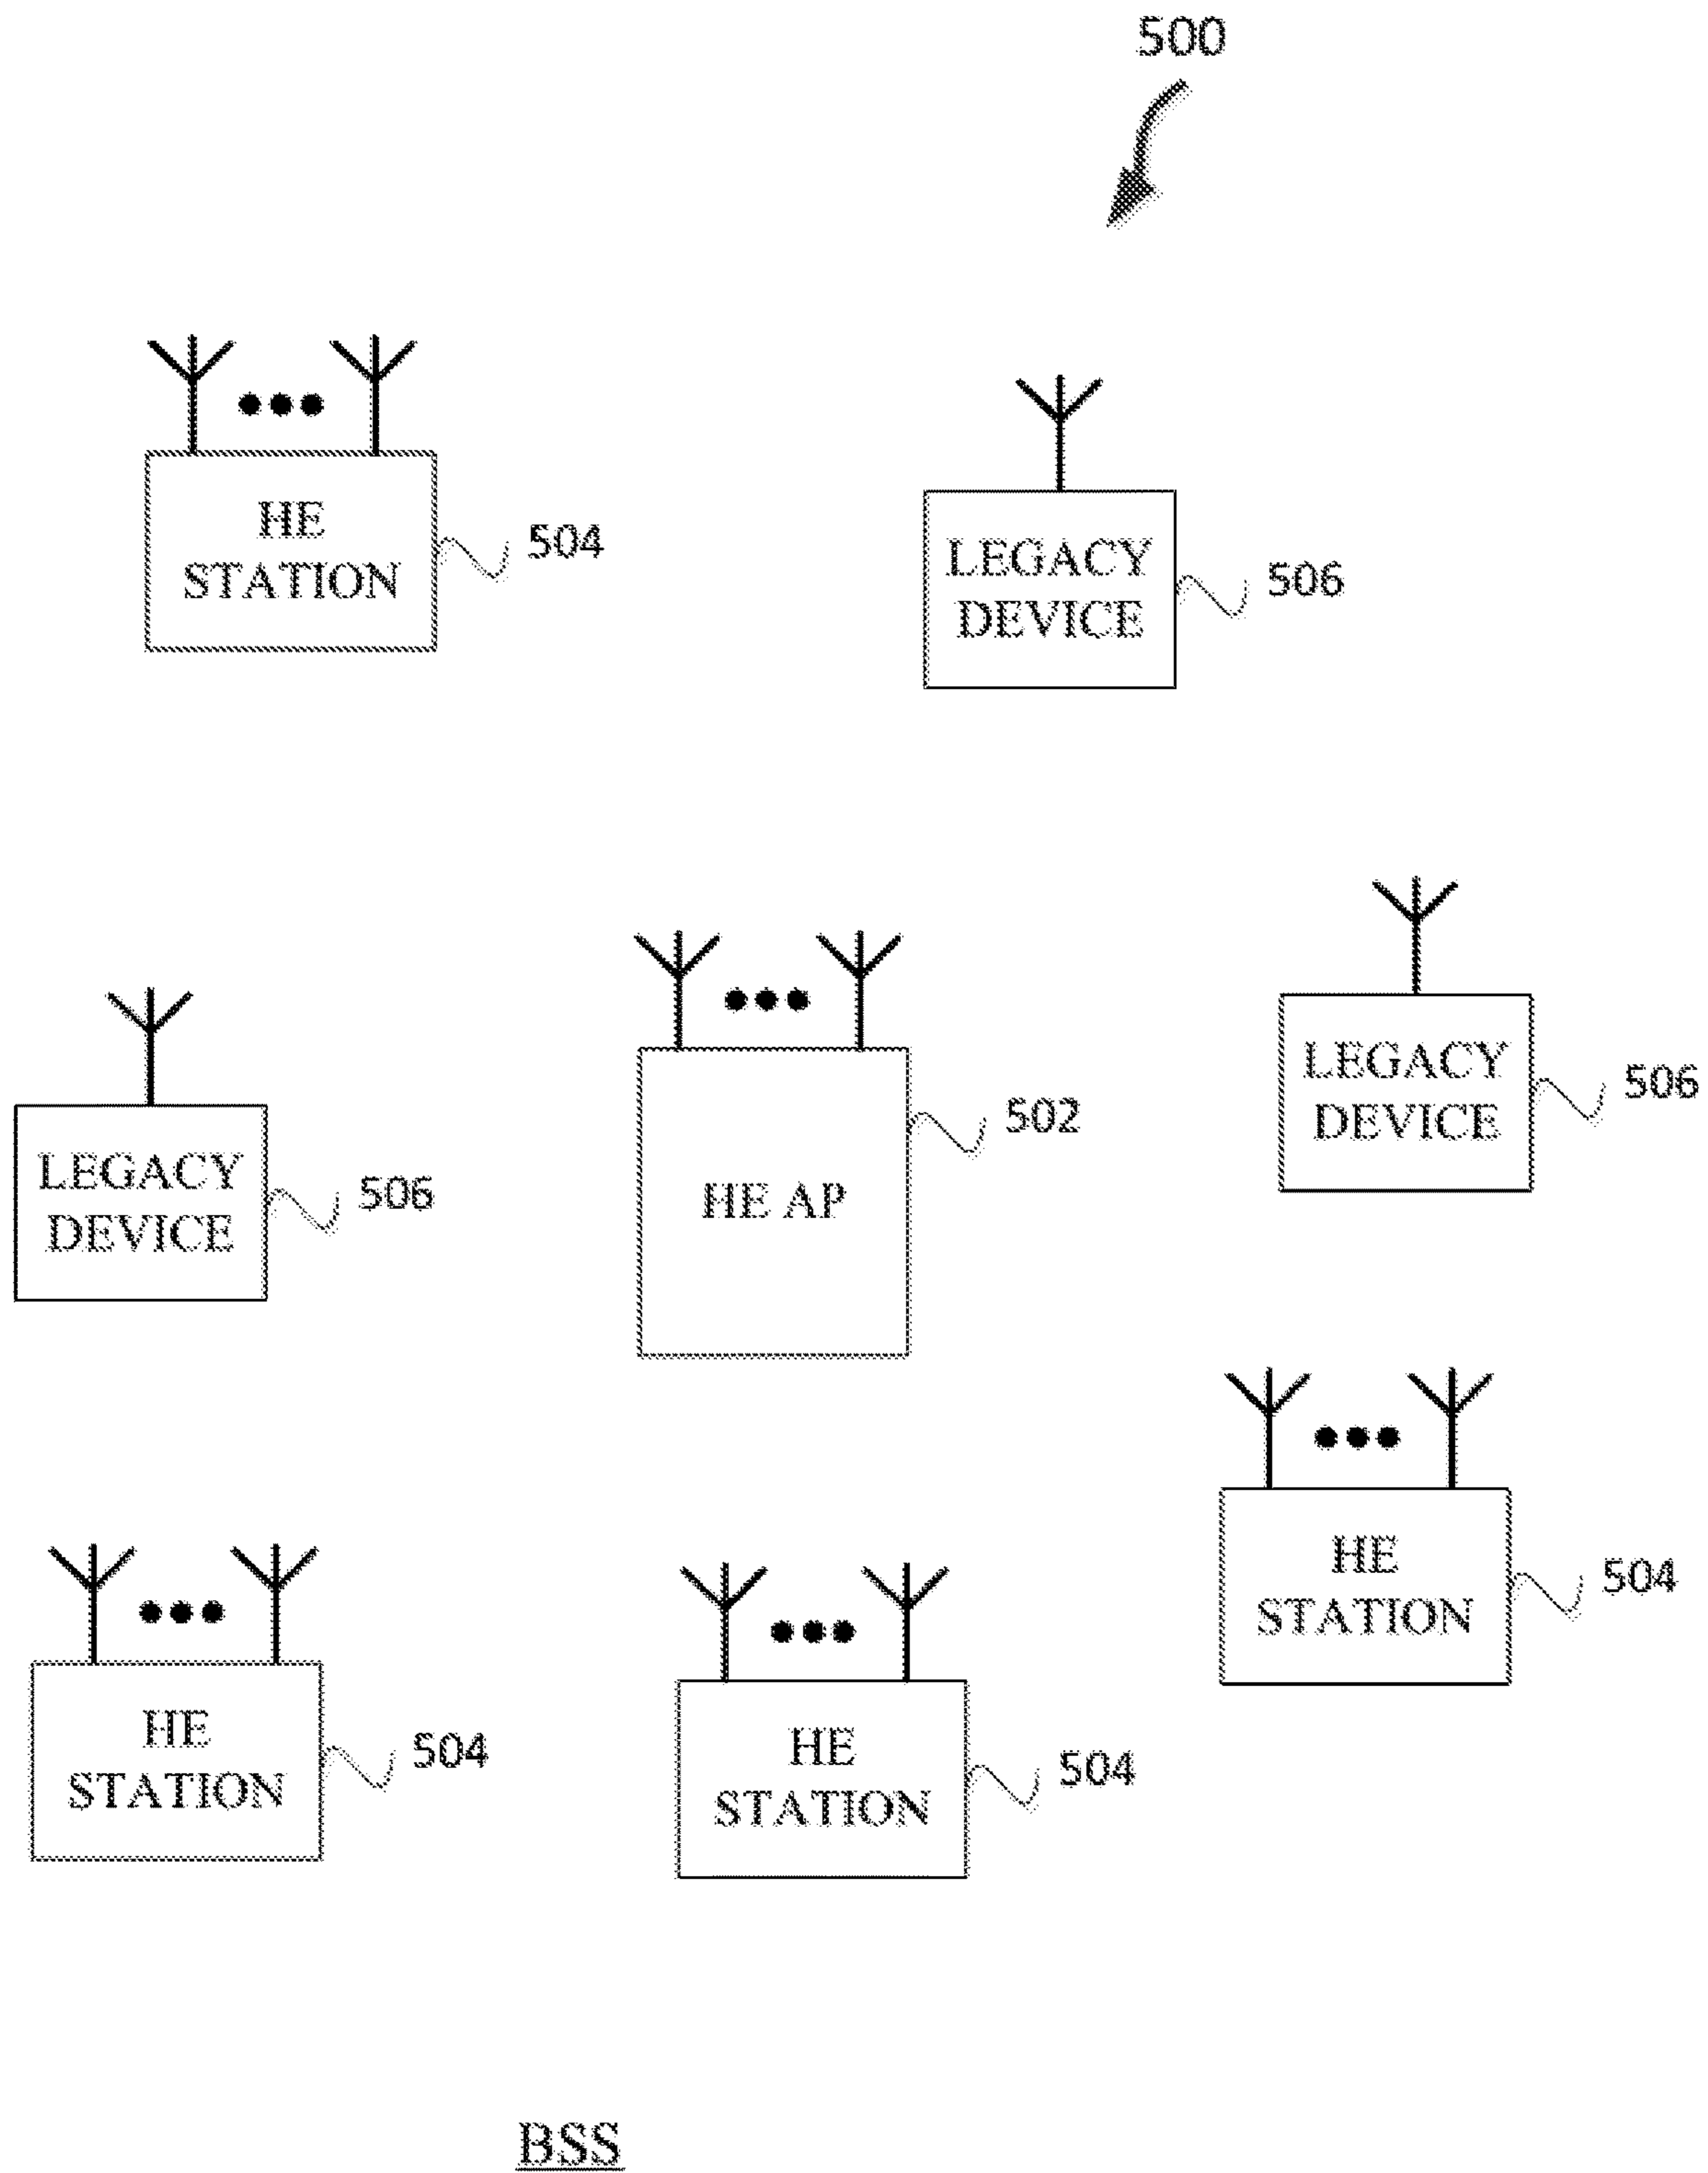 500
HE
STATION
504
LEGACY
DEVICE
506
LEGACY
DEVICE
506
HE AP
502
LEGACY
DEVICE
506
HE
STATION
504
HE
STATION
504
HE
STATION
504
BSS